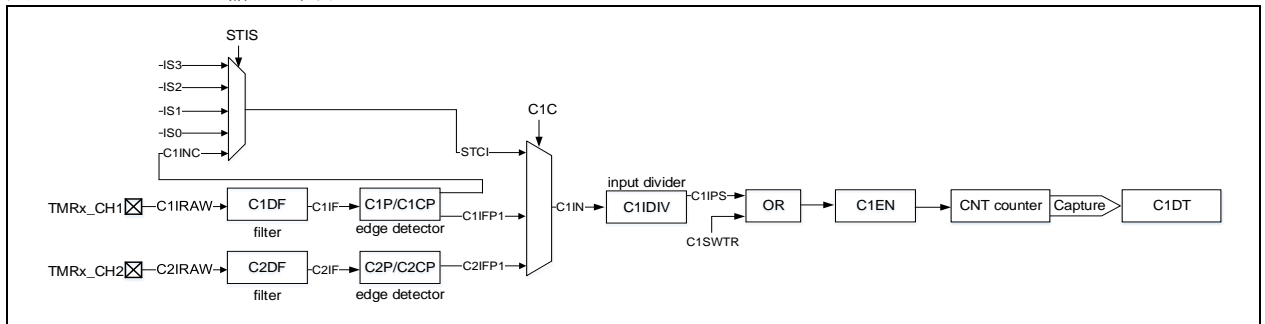 STIS
IS3
IS2
IS1
IS0
C1INC
C1C
STCI
TMRx_CH1
C1IRAW
C1DF
C1IF
C1P/C1CP
C1IFP1
filter
edge detector
TMRx_CH2
C2IRAW
C2DF
C2IF
C2P/C2CP
C2IFP1
filter
edge detector
C1IN
input divider
C1IDIV
C1IPS
C1SWTR
OR
C1EN
CNT counter
Capture
C1DT